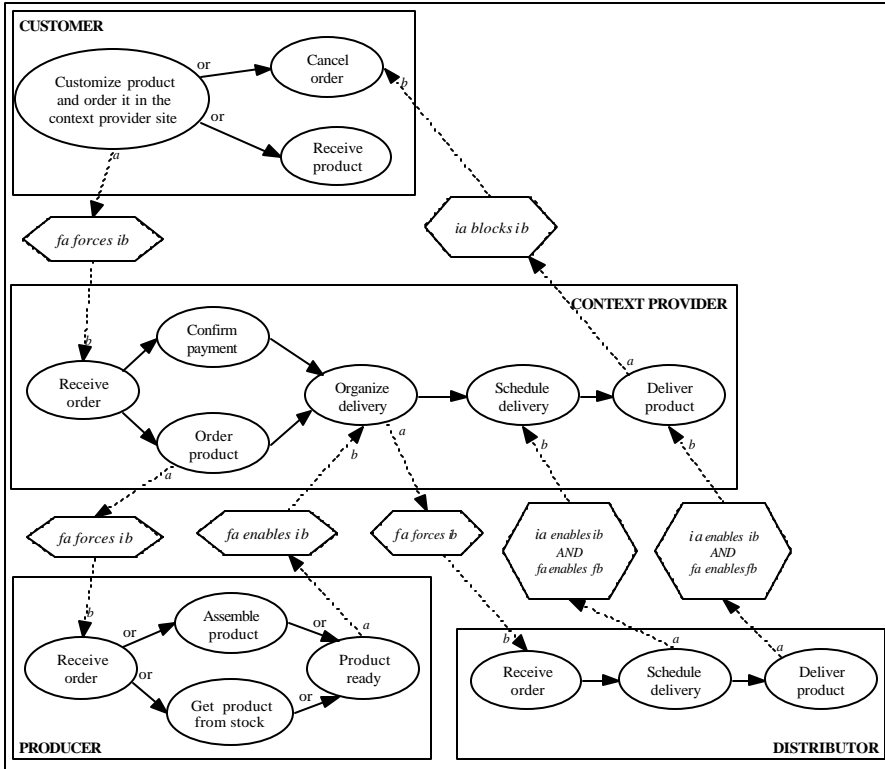 CUSTOMER
Customize product
and order it in the
context provider site
or
or
Cancel
order
Receive
product
a
b
fa forces ib
ia blocks ib
CONTEXT PROVIDER
b
a
Receive
order
Confirm
payment
Order
product
Organize
delivery
Schedule
delivery
Deliver
product
a
b
a
b
b
fa forces ib
fa enables ib
fa forces ib
ia enables ib
AND
fa enables fb
ia enables ib
AND
fa enables fb
b
a
b
a
a
Receive
order
or
or
Assemble
product
Get product
from stock
or
or
Product
ready
PRODUCER
Receive
order
Schedule
delivery
Deliver
product
DISTRIBUTOR